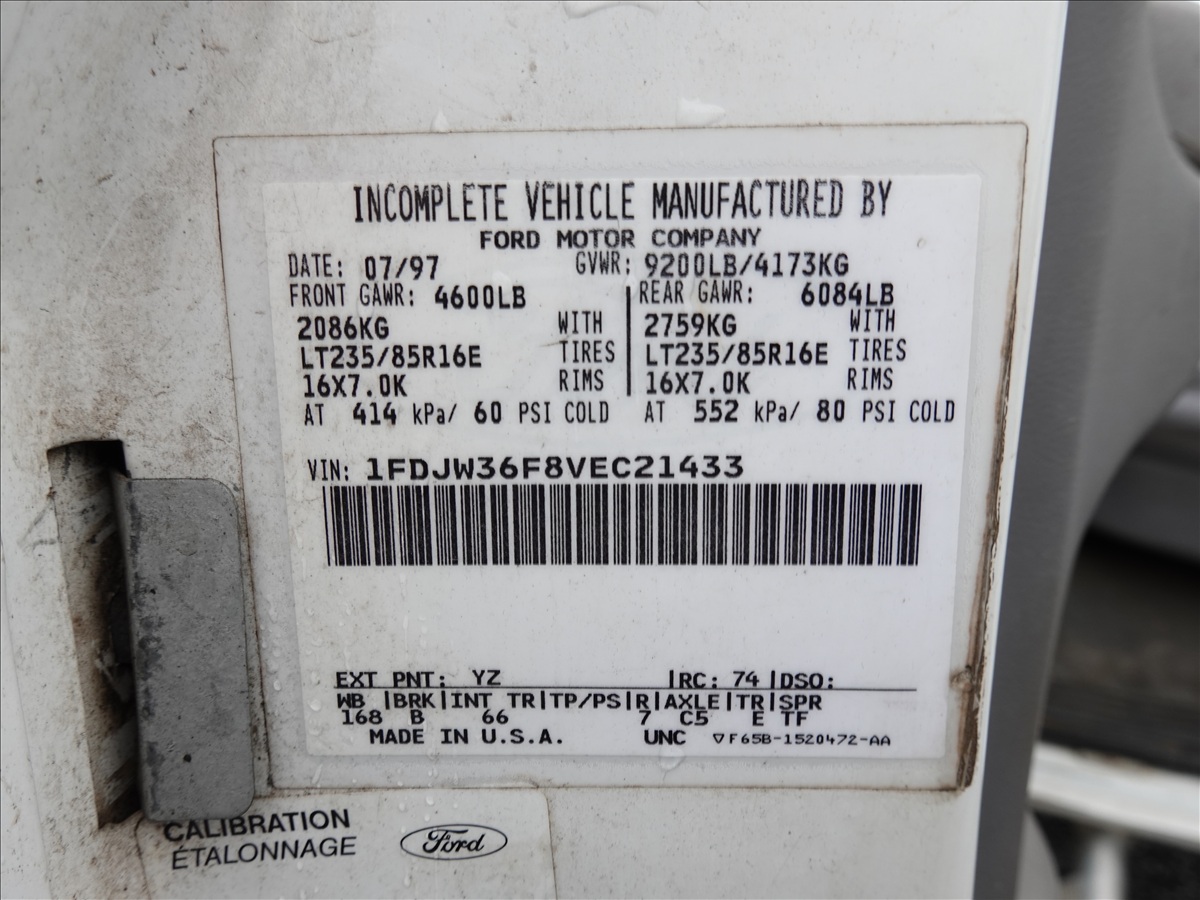 INCOMPLETE VEHICLE MANUFACTURED BY
FORD MOTOR COMPANY
DATE: 07/97 GVWR: 9200LB/4173KG
FRONT GAWR: 4600LB REAR GAWR: 6084LB
2086KG WITH 2759KG WITH
LT235/85R16E TIRES LT235/85R16E TIRES
16X7.0K RIMS 16X7.0K RIMS
AT 414 kPa/ 60 PSI COLD AT 552 kPa/ 80 PSI COLD
VIN: 1FDJW36F8VEC21433
EXT PNT: YZ |RC: 74 |DSO:
WB |BRK|INT TR|TP/PS|R|AXLE|TR|SPR
168 B 66 7 C5 E TF
MADE IN U.S.A. UNC ▽F65B-1520472-AA
CALIBRATION
ÉTALONNAGE
Ford